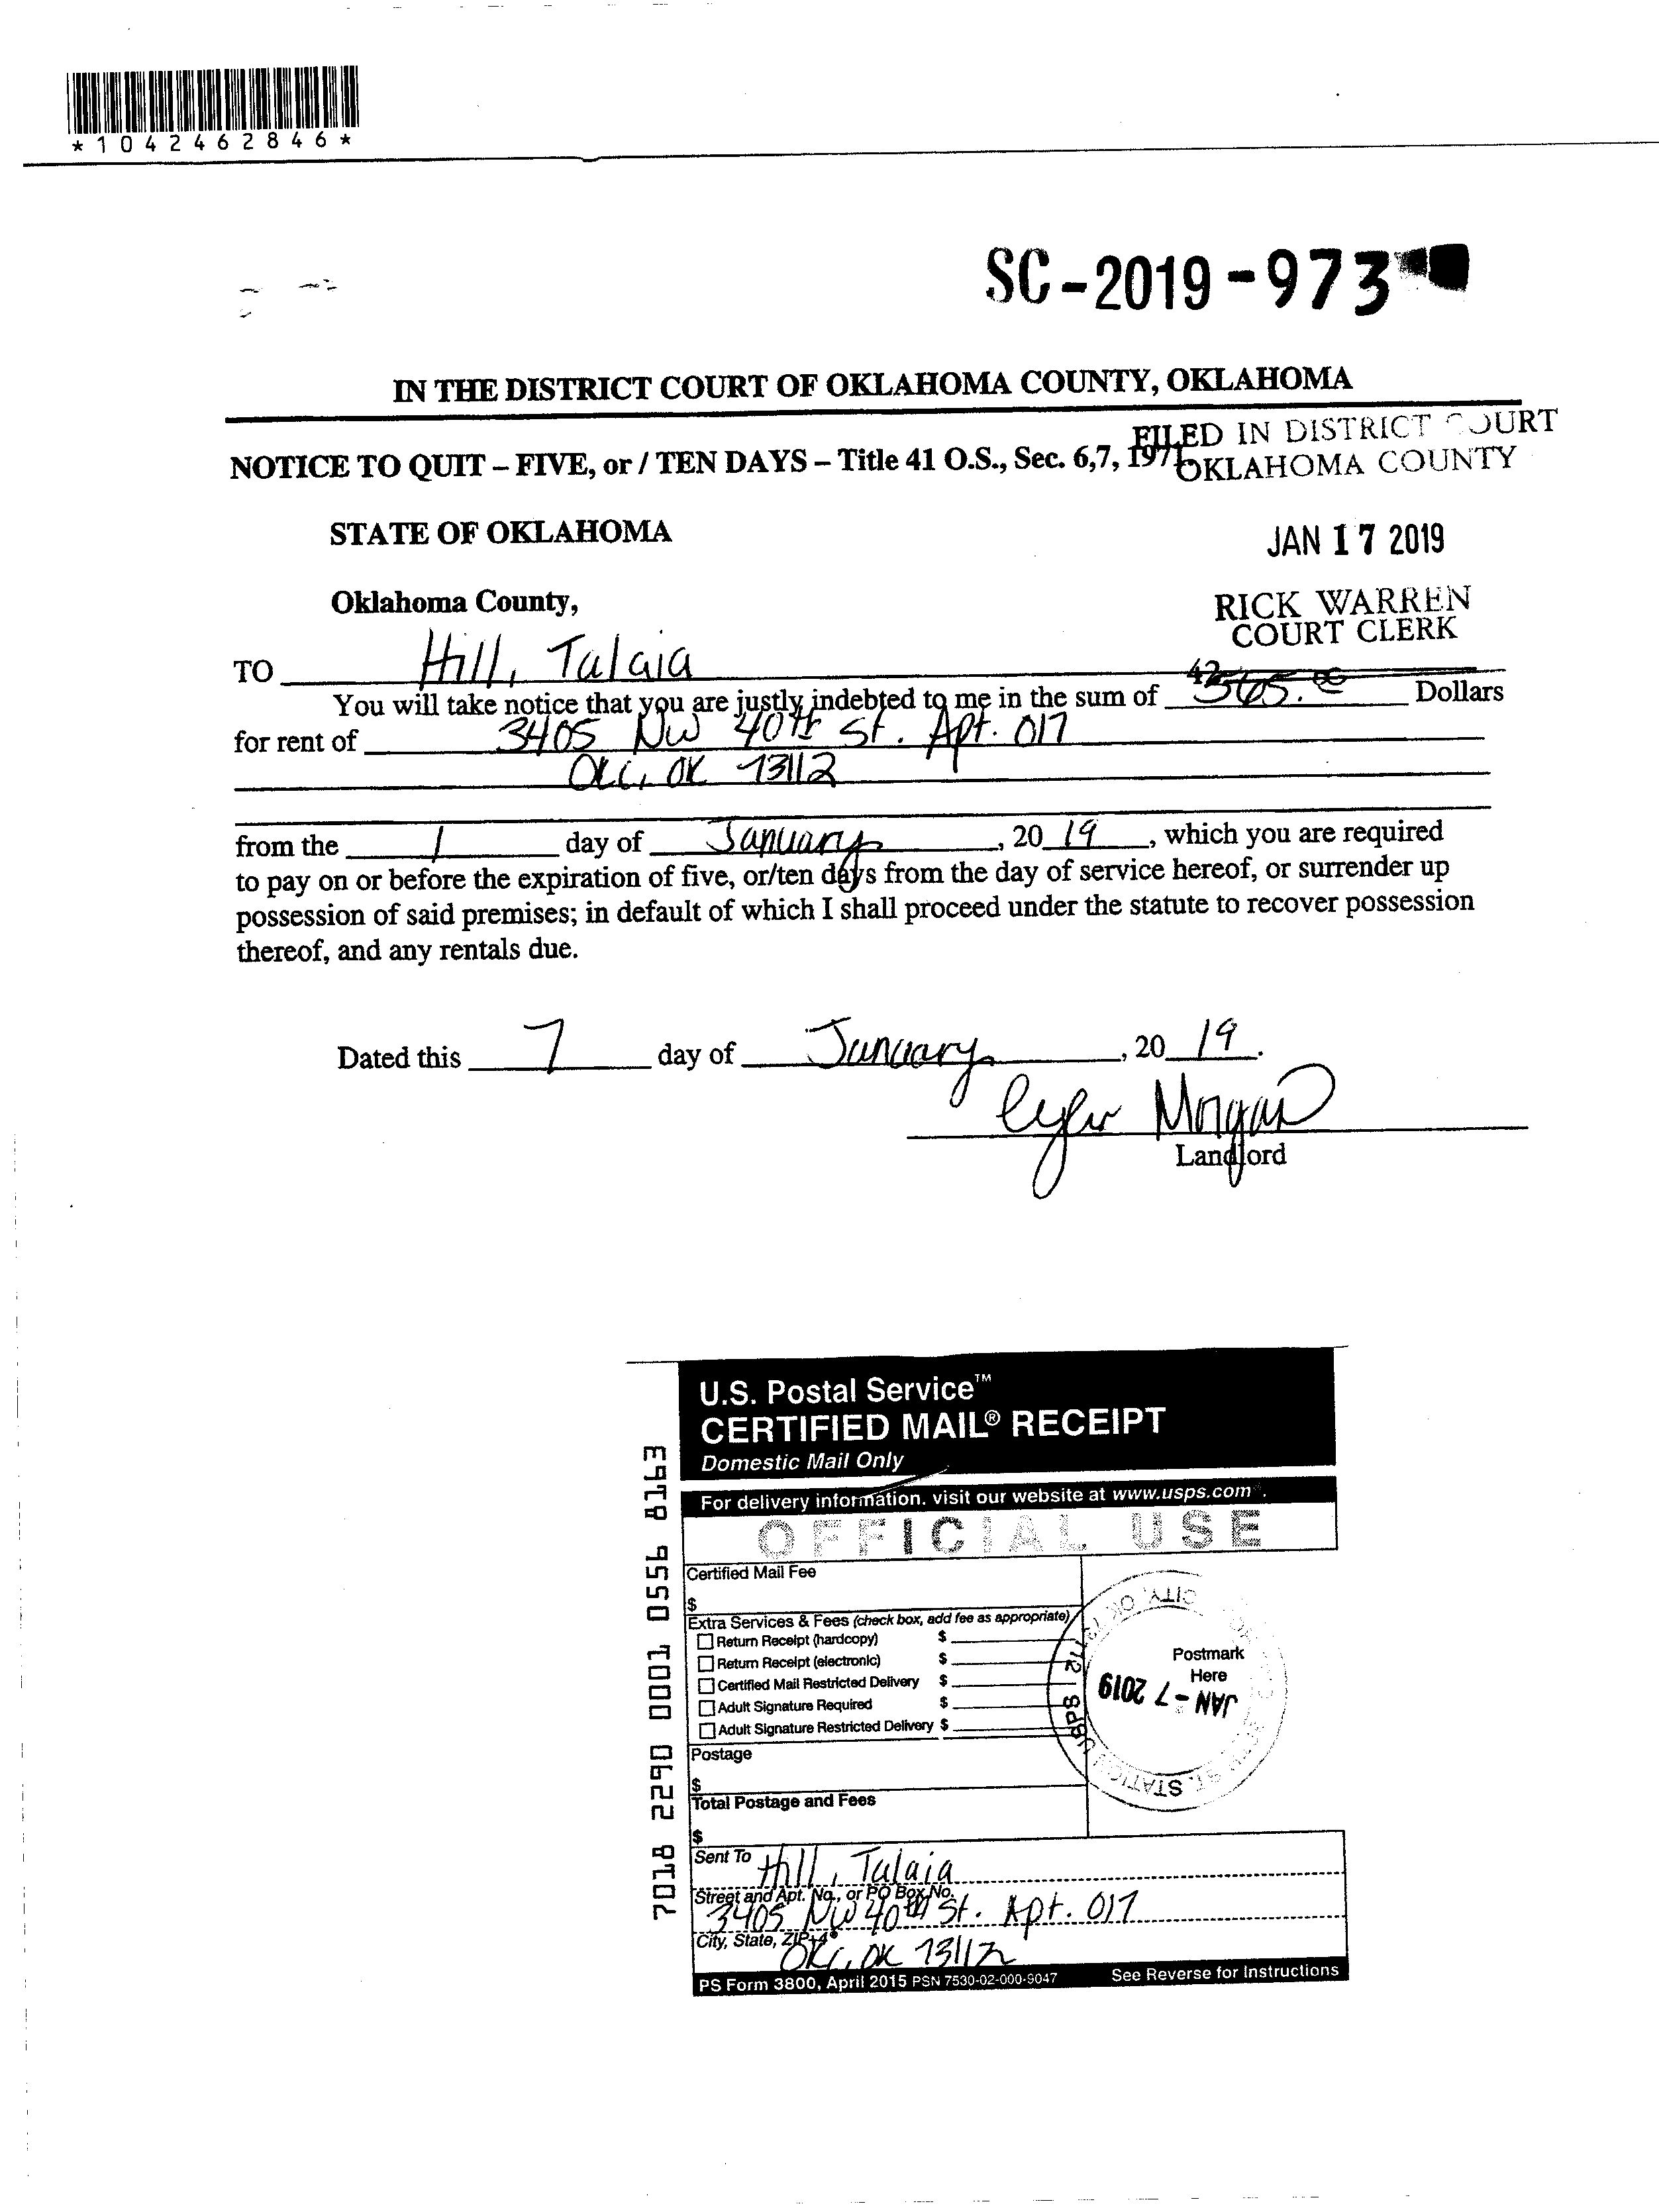 *1042462846*
SC-2019-973
IN THE DISTRICT COURT OF OKLAHOMA COUNTY, OKLAHOMA
NOTICE TO QUIT – FIVE, or / TEN DAYS – Title 41 O.S., Sec. 6,7, 1971
FILED IN DISTRICT COURT
OKLAHOMA COUNTY
STATE OF OKLAHOMA
JAN 17 2019
Oklahoma County,
RICK WARREN
COURT CLERK
TO Hill, Talaia
You will take notice that you are justly indebted to me in the sum of 565.00 Dollars
for rent of 3405 NW 40th St. Apt. 017
OKC, OK 73112
from the 1 day of January, 2019, which you are required
to pay on or before the expiration of five, or/ten days from the day of service hereof, or surrender up
possession of said premises; in default of which I shall proceed under the statute to recover possession
thereof, and any rentals due.
Dated this 7 day of January, 2019.
Morgan
Landlord
U.S. Postal Service™
CERTIFIED MAIL® RECEIPT
Domestic Mail Only
For delivery information, visit our website at www.usps.com®.
OFFICIAL USE
7018 2290 0001 0556 8163
Certified Mail Fee
$
Extra Services & Fees (check box, add fee as appropriate)
Return Receipt (hardcopy) $
Return Receipt (electronic) $
Certified Mail Restricted Delivery $
Adult Signature Required $
Adult Signature Restricted Delivery $
Postmark
Here
JAN - 7 2019
CITY, OK 73112
USPS
ST. STATION
Postage
$
Total Postage and Fees
$
Sent To Hill, Talaia
Street and Apt. No., or PO Box No.
3405 NW 40th St. Apt. 017
City, State, ZIP+4®
OKC, OK 73112
PS Form 3800, April 2015 PSN 7530-02-000-9047 See Reverse for Instructions